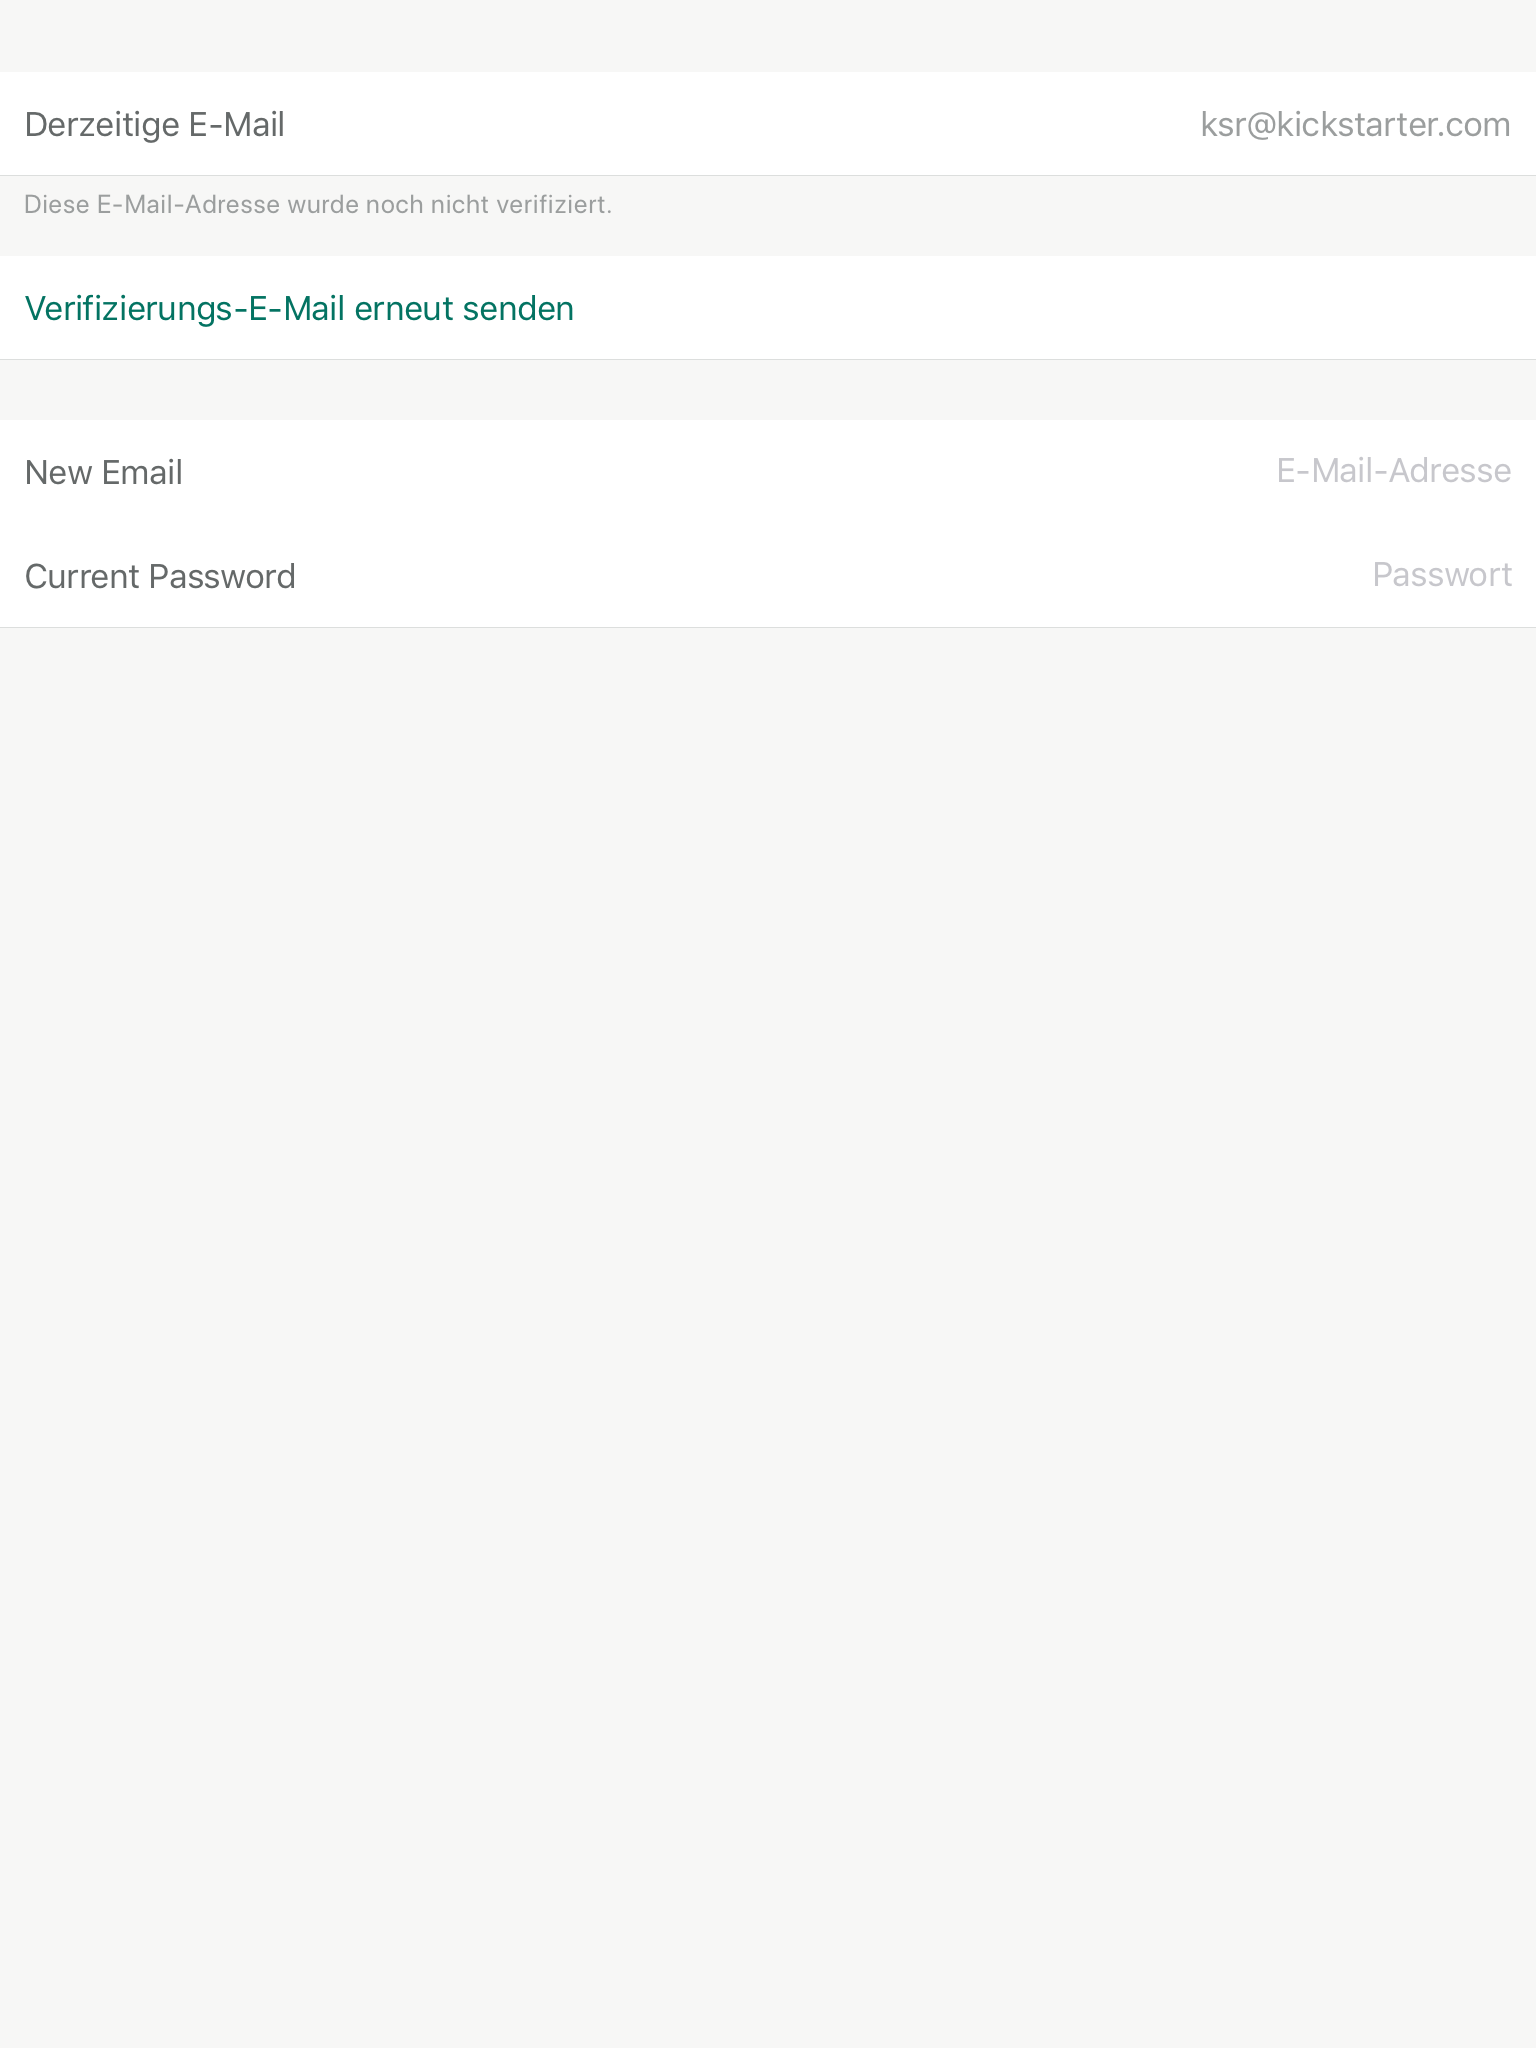 Derzeitige E-Mail ksr@kickstarter.com
Diese E-Mail-Adresse wurde noch nicht verifiziert.
Verifizierungs-E-Mail erneut senden
New Email E-Mail-Adresse
Current Password Passwort